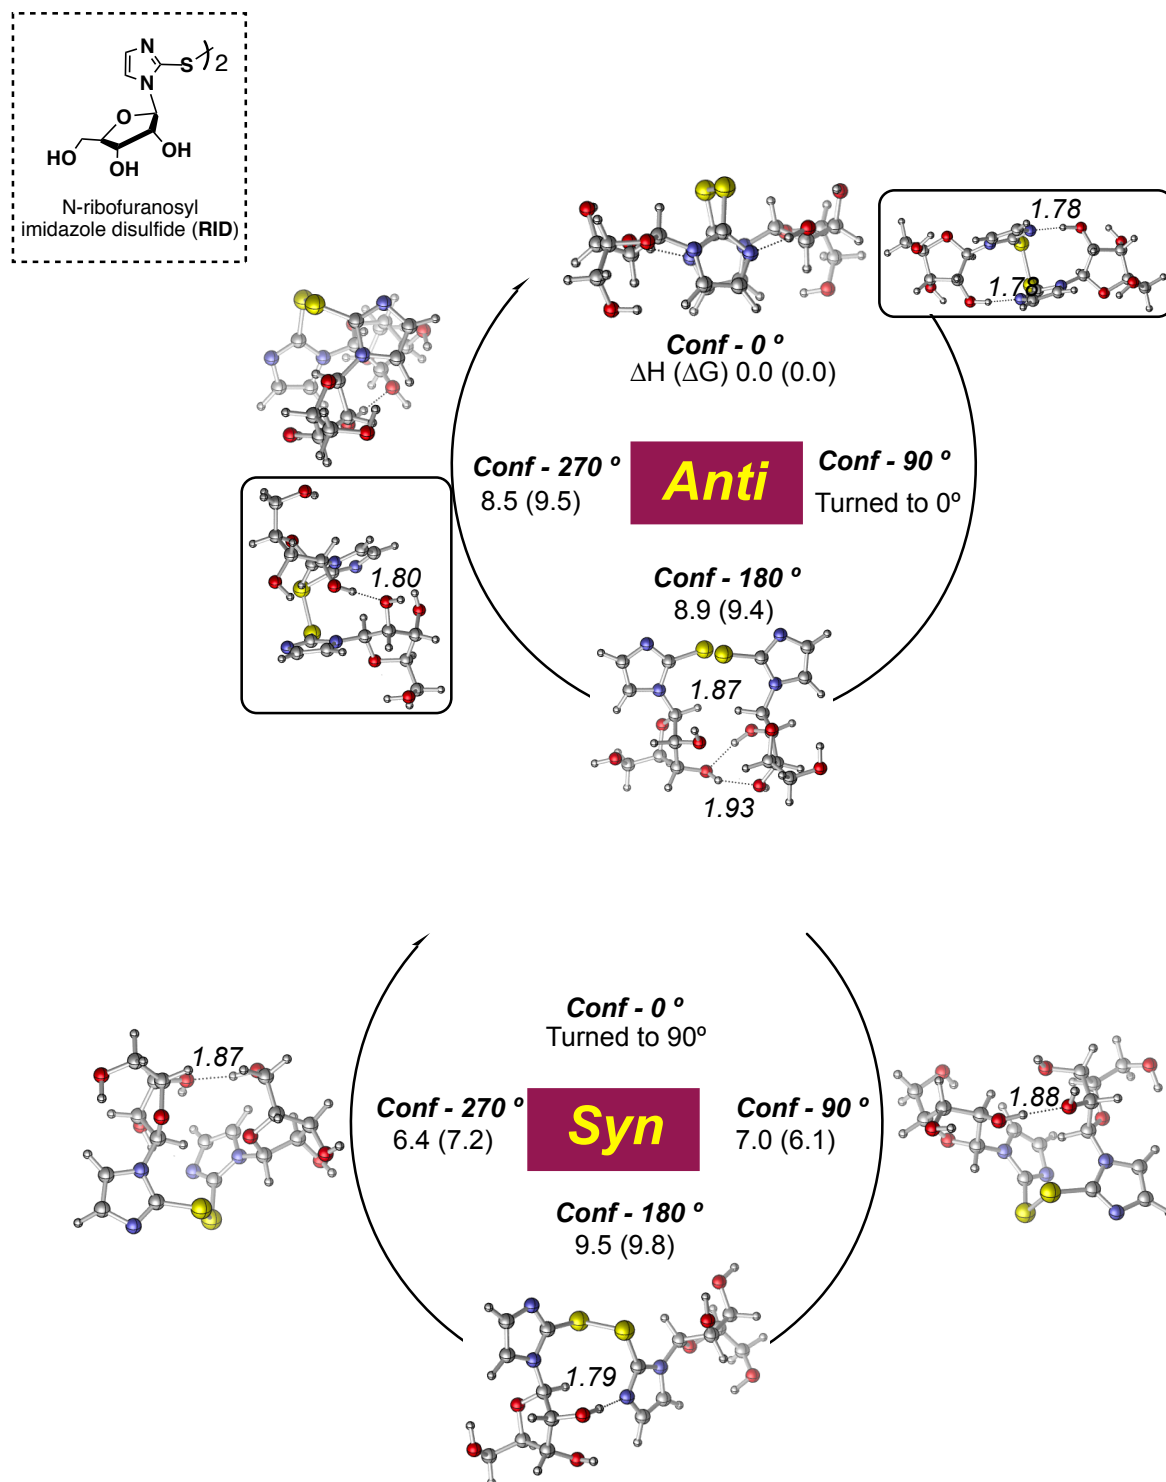 N
S
)2
N
O
HO
OH
OH
N-ribofuranosyl
imidazole disulfide (RID)
1.78
1.78
Conf - 0 º
ΔH (ΔG) 0.0 (0.0)
Conf - 270 º
8.5 (9.5)
Anti
Conf - 90 º
Turned to 0º
1.80
Conf - 180 º
8.9 (9.4)
1.87
1.93
Conf - 0 º
Turned to 90º
1.87
Conf - 270 º
6.4 (7.2)
Syn
Conf - 90 º
7.0 (6.1)
1.88
Conf - 180 º
9.5 (9.8)
1.79